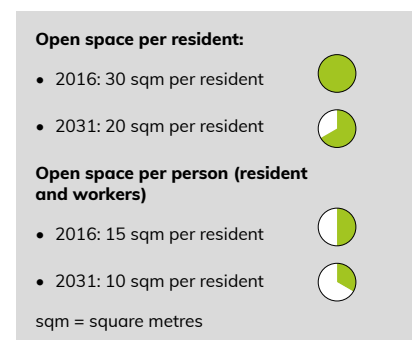 Open space per resident:
• 2016: 30 sqm per resident
• 2031: 20 sqm per resident
Open space per person (resident
and workers)
• 2016: 15 sqm per resident
• 2031: 10 sqm per resident
sqm = square metres